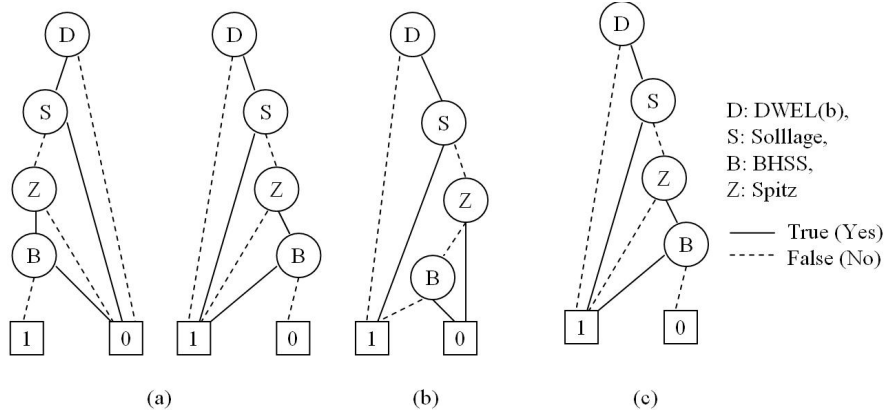 D D D D
S S S S
Z Z Z Z
B B B B
1 0 1 0 1 0 1 0
(a) (b) (c)
D: DWEL(b),
S: Solllage,
B: BHSS,
Z: Spitz
True (Yes)
False (No)